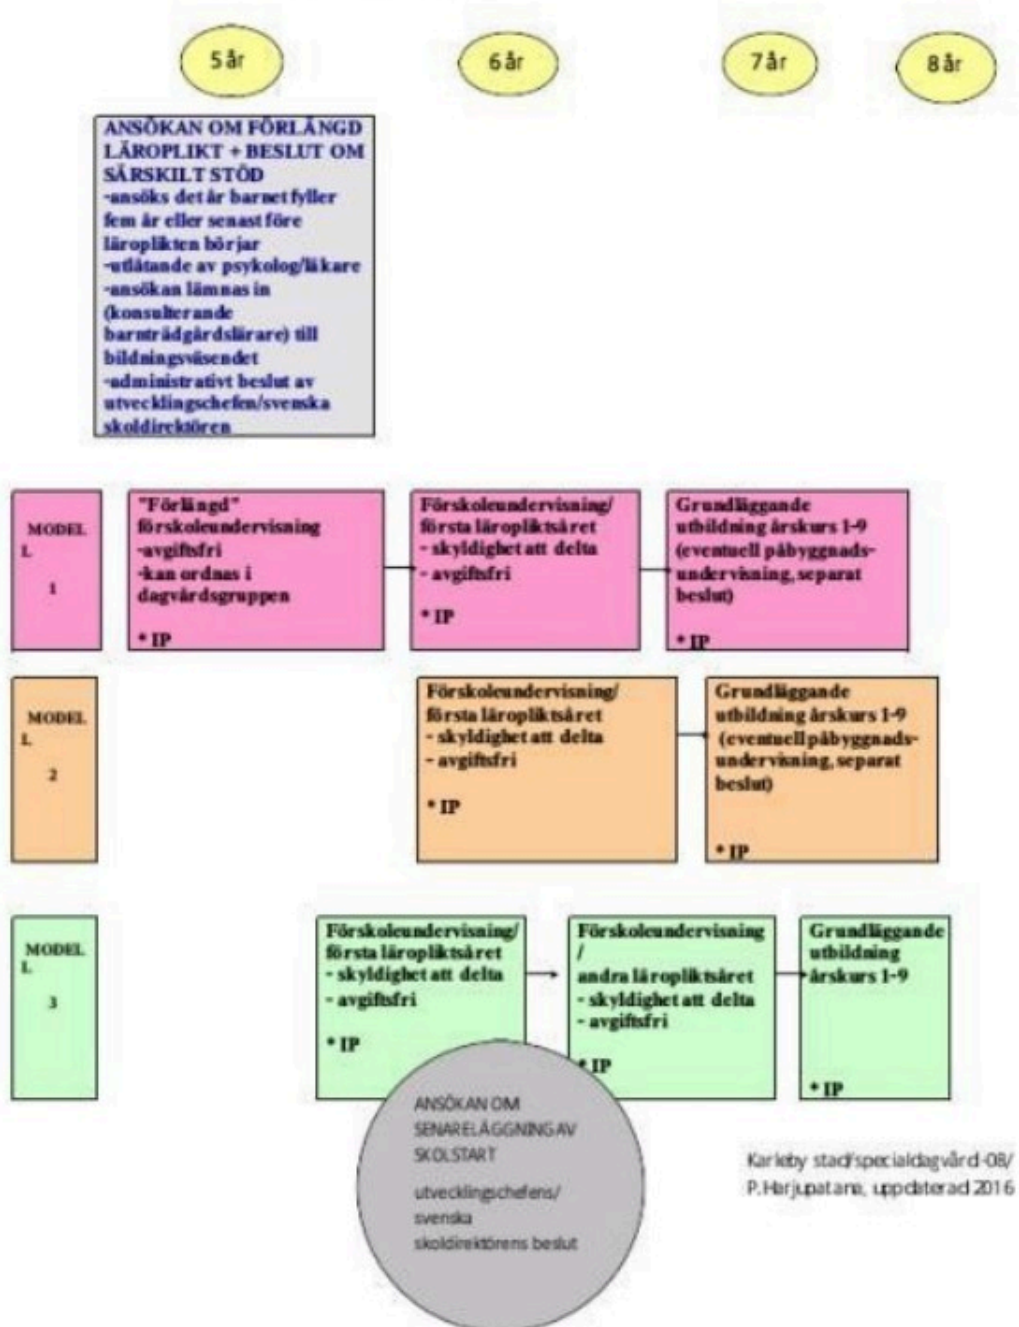 5 år
6 år
7 år
8 år
ANSÖKAN OM FÖRLÄNGD
LÄROPLIKT + BESLUT OM
SÄRSKILT STÖD
-ansöks det år barnet fyller
fem år eller senast före
läroplikten börjar
-utlåtande av psykolog/läkare
-ansökan lämnas in
(konsulterande
barnträdgårdslärare) till
bildningsväsendet
-administrativt beslut av
utvecklingschefen/svenska
skoldirektören
MODEL
L
1
"Förlängd"
förskoleundervisning
-avgiftsfri
-kan ordnas i
dagvårdsgruppen
* IP
Förskoleundervisning/
första läropliktsåret
- skyldighet att delta
- avgiftsfri
* IP
Grundläggande
utbildning årskurs 1-9
(eventuell påbyggnads-
undervisning, separat
beslut)
* IP
MODEL
L
2
Förskoleundervisning/
första läropliktsåret
- skyldighet att delta
- avgiftsfri
* IP
Grundläggande
utbildning årskurs 1-9
(eventuell påbyggnads-
undervisning, separat
beslut)
* IP
MODEL
L
3
Förskoleundervisning/
första läropliktsåret
- skyldighet att delta
- avgiftsfri
* IP
Förskoleundervisning
/
andra läropliktsåret
- skyldighet att delta
- avgiftsfri
* IP
Grundläggande
utbildning
årskurs 1-9
* IP
ANSÖKAN OM
SENARELÄGGNING AV
SKOLSTART
utvecklingschefens/
svenska
skoldirektörens beslut
Karleby stad/specialdagvård-08/
P.Harjupatana, uppdaterad 2016